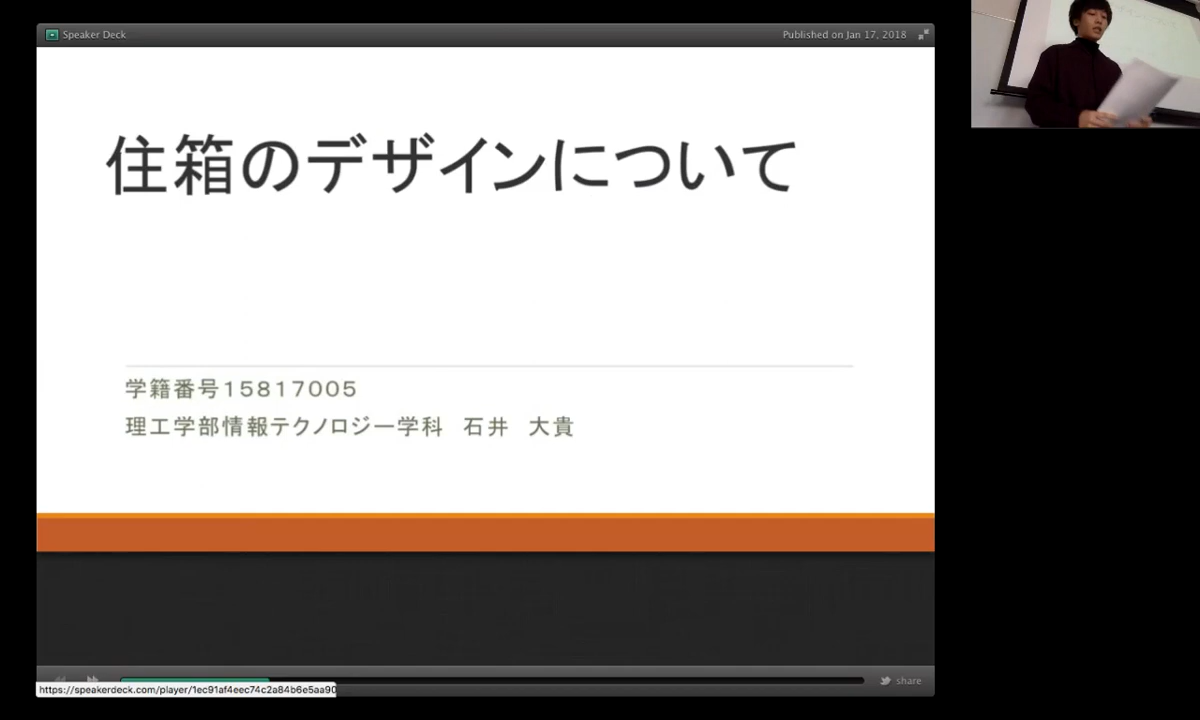 Speaker Deck
Published on Jan 17, 2018
住箱のデザインについて
学籍番号15817005
理工学部情報テクノロジー学科　石井　大貴
https://speakerdeck.com/player/1ec91af4eec74c2a84b6e5aa90
share